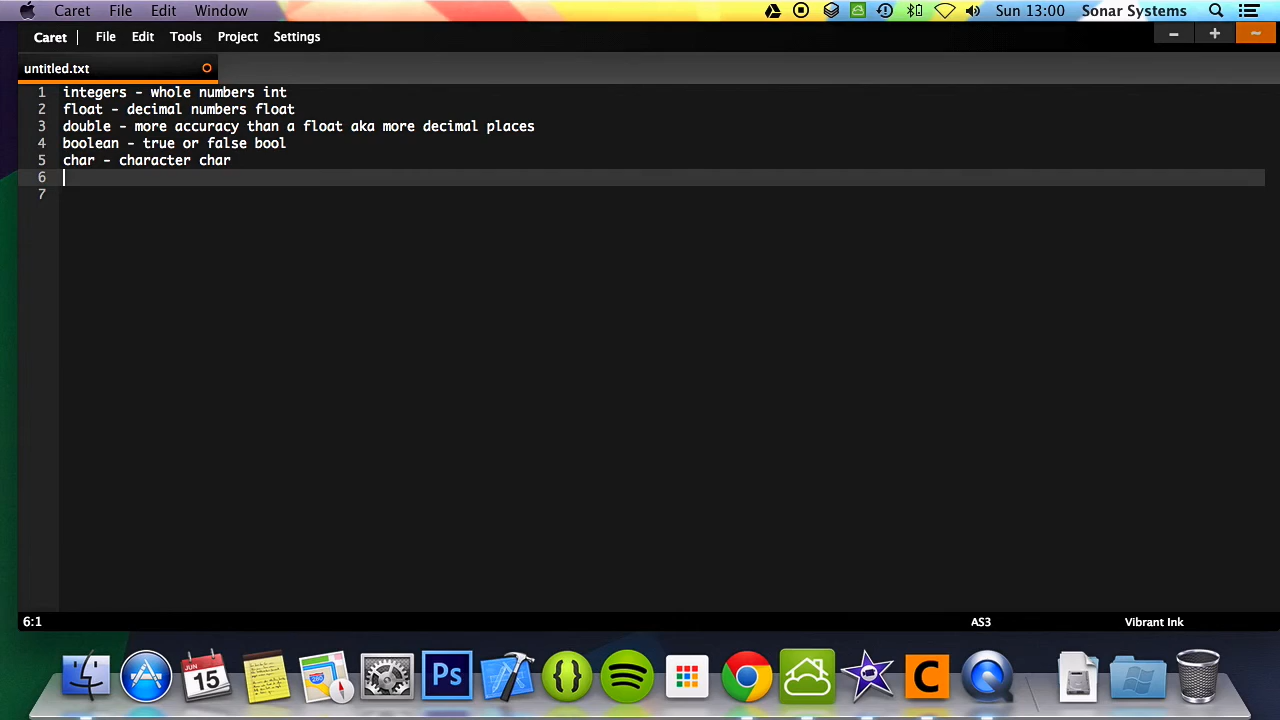 Caret File Edit Window Sun 13:00 Sonar Systems
Caret File Edit Tools Project Settings − + ~
untitled.txt
1 integers - whole numbers int
2 float - decimal numbers float
3 double - more accuracy than a float aka more decimal places
4 boolean - true or false bool
5 char - character char
6
7
6:1 AS3 Vibrant Ink
JUN
15
280
Ps
{}
C